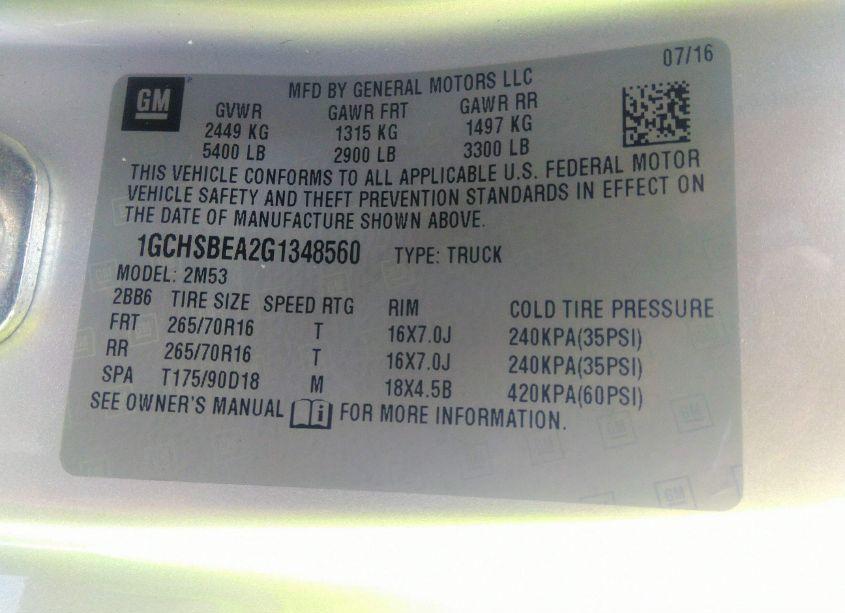 07/16
GM
MFD BY GENERAL MOTORS LLC
GVWR GAWR FRT GAWR RR
2449 KG 1315 KG 1497 KG
5400 LB 2900 LB 3300 LB
THIS VEHICLE CONFORMS TO ALL APPLICABLE U.S. FEDERAL MOTOR
VEHICLE SAFETY AND THEFT PREVENTION STANDARDS IN EFFECT ON
THE DATE OF MANUFACTURE SHOWN ABOVE.
1GCHSBEA2G1348560 TYPE: TRUCK
MODEL: 2M53
2BB6 TIRE SIZE SPEED RTG RIM COLD TIRE PRESSURE
FRT 265/70R16 T 16X7.0J 240KPA(35PSI)
RR 265/70R16 T 16X7.0J 240KPA(35PSI)
SPA T175/90D18 M 18X4.5B 420KPA(60PSI)
SEE OWNER'S MANUAL i FOR MORE INFORMATION.
GM